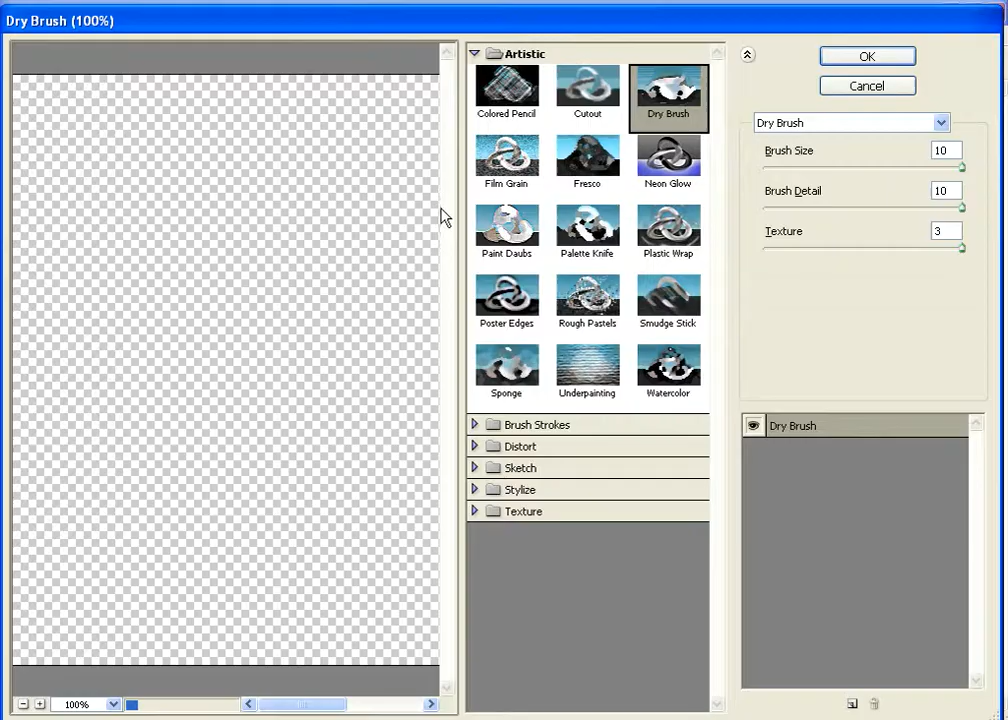 Dry Brush (100%)
Artistic
Colored Pencil
Cutout
Dry Brush
Film Grain
Fresco
Neon Glow
Paint Daubs
Palette Knife
Plastic Wrap
Poster Edges
Rough Pastels
Smudge Stick
Sponge
Underpainting
Watercolor
Brush Strokes
Distort
Sketch
Stylize
Texture
OK
Cancel
Dry Brush
Brush Size 10
Brush Detail 10
Texture 3
Dry Brush
100%